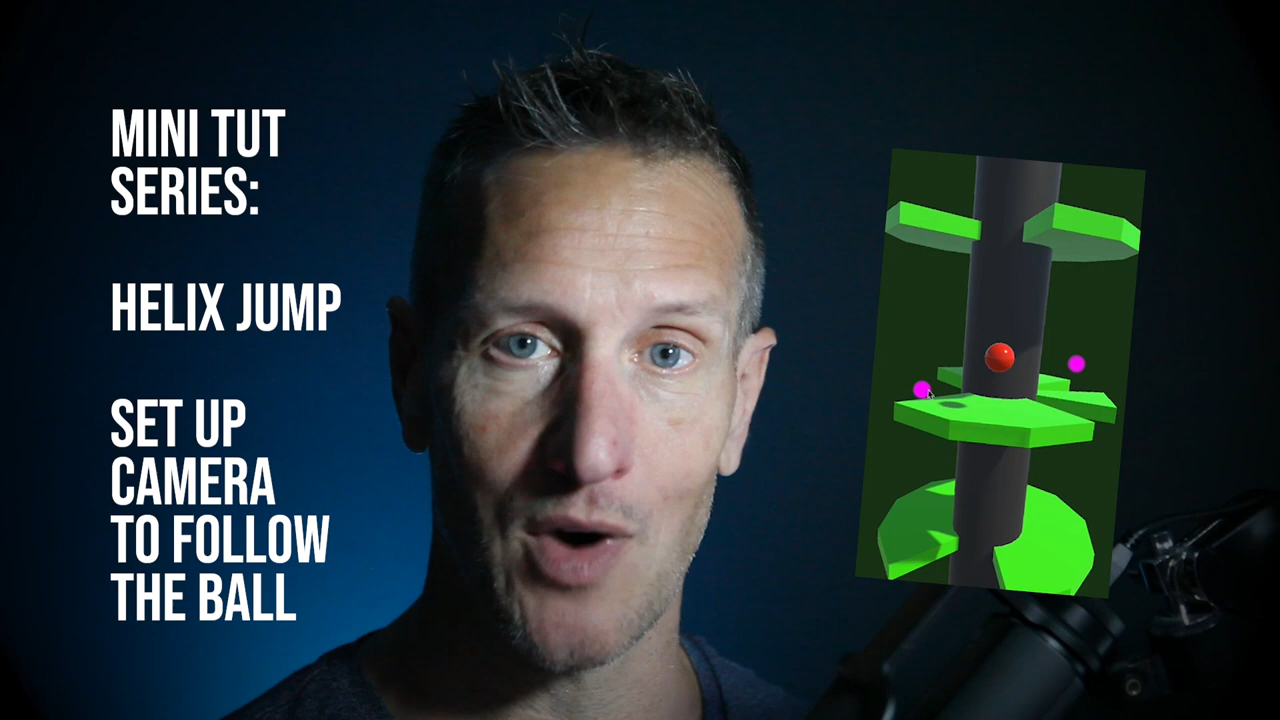 MINI TUT
SERIES:
HELIX JUMP
SET UP
CAMERA
TO FOLLOW
THE BALL